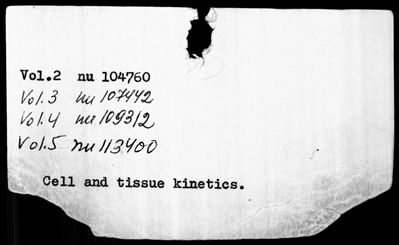 Vol.2 nu 104760
Vol.3 nu 107442
Vol.4 nu 109312
Vol.5 nu 113400
Cell and tissue kinetics.